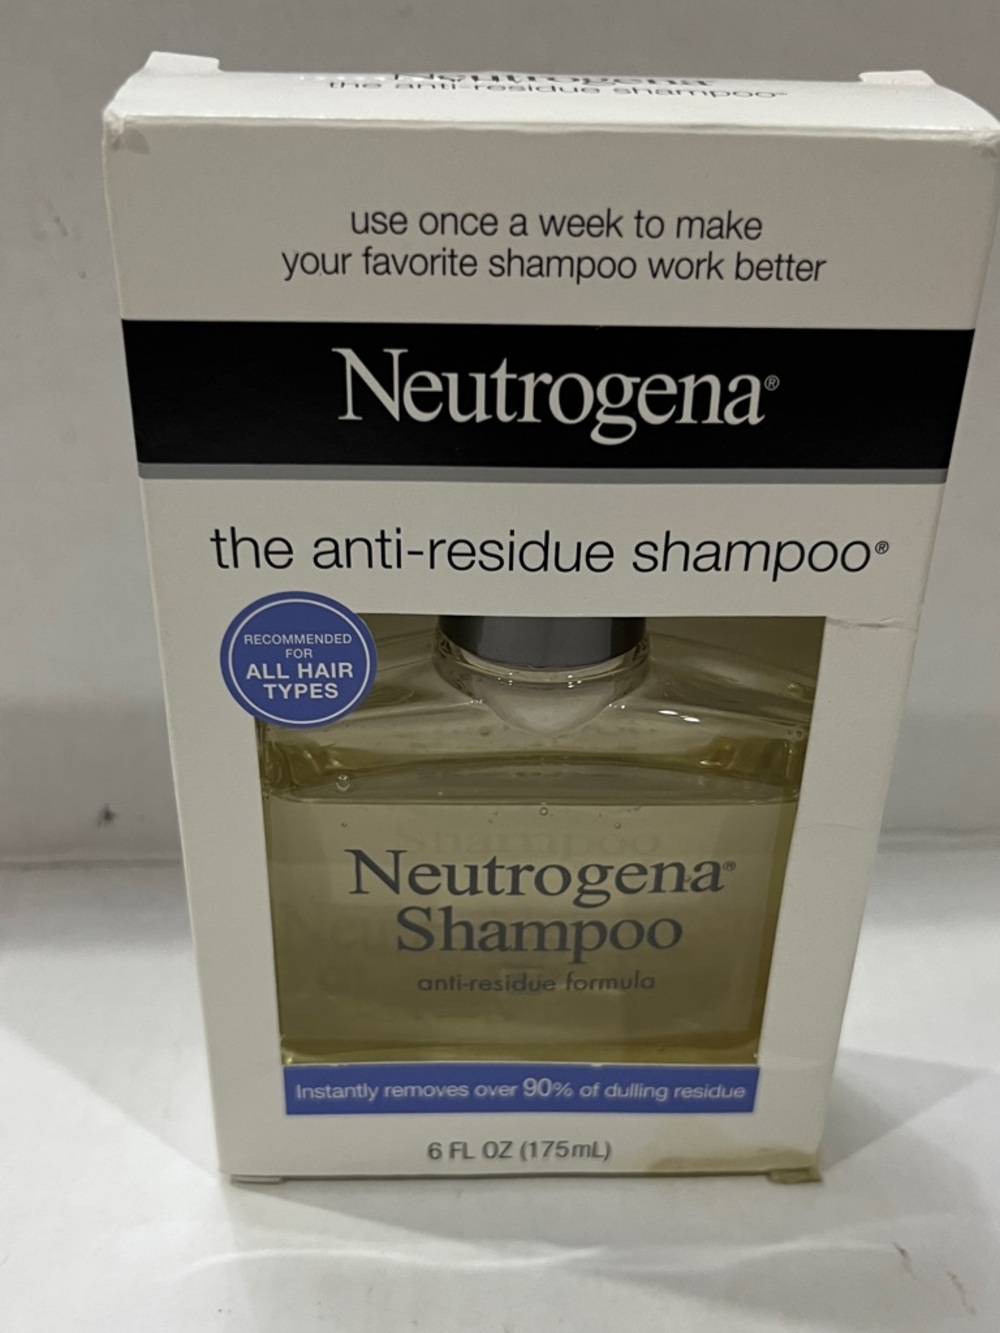 Neutrogena
the anti-residue shampoo®
use once a week to make
your favorite shampoo work better
Neutrogena®
the anti-residue shampoo®
RECOMMENDED
FOR
ALL HAIR
TYPES
Shampoo
Neutrogena®
Shampoo
anti-residue formula
Instantly removes over 90% of dulling residue
6 FL OZ (175mL)